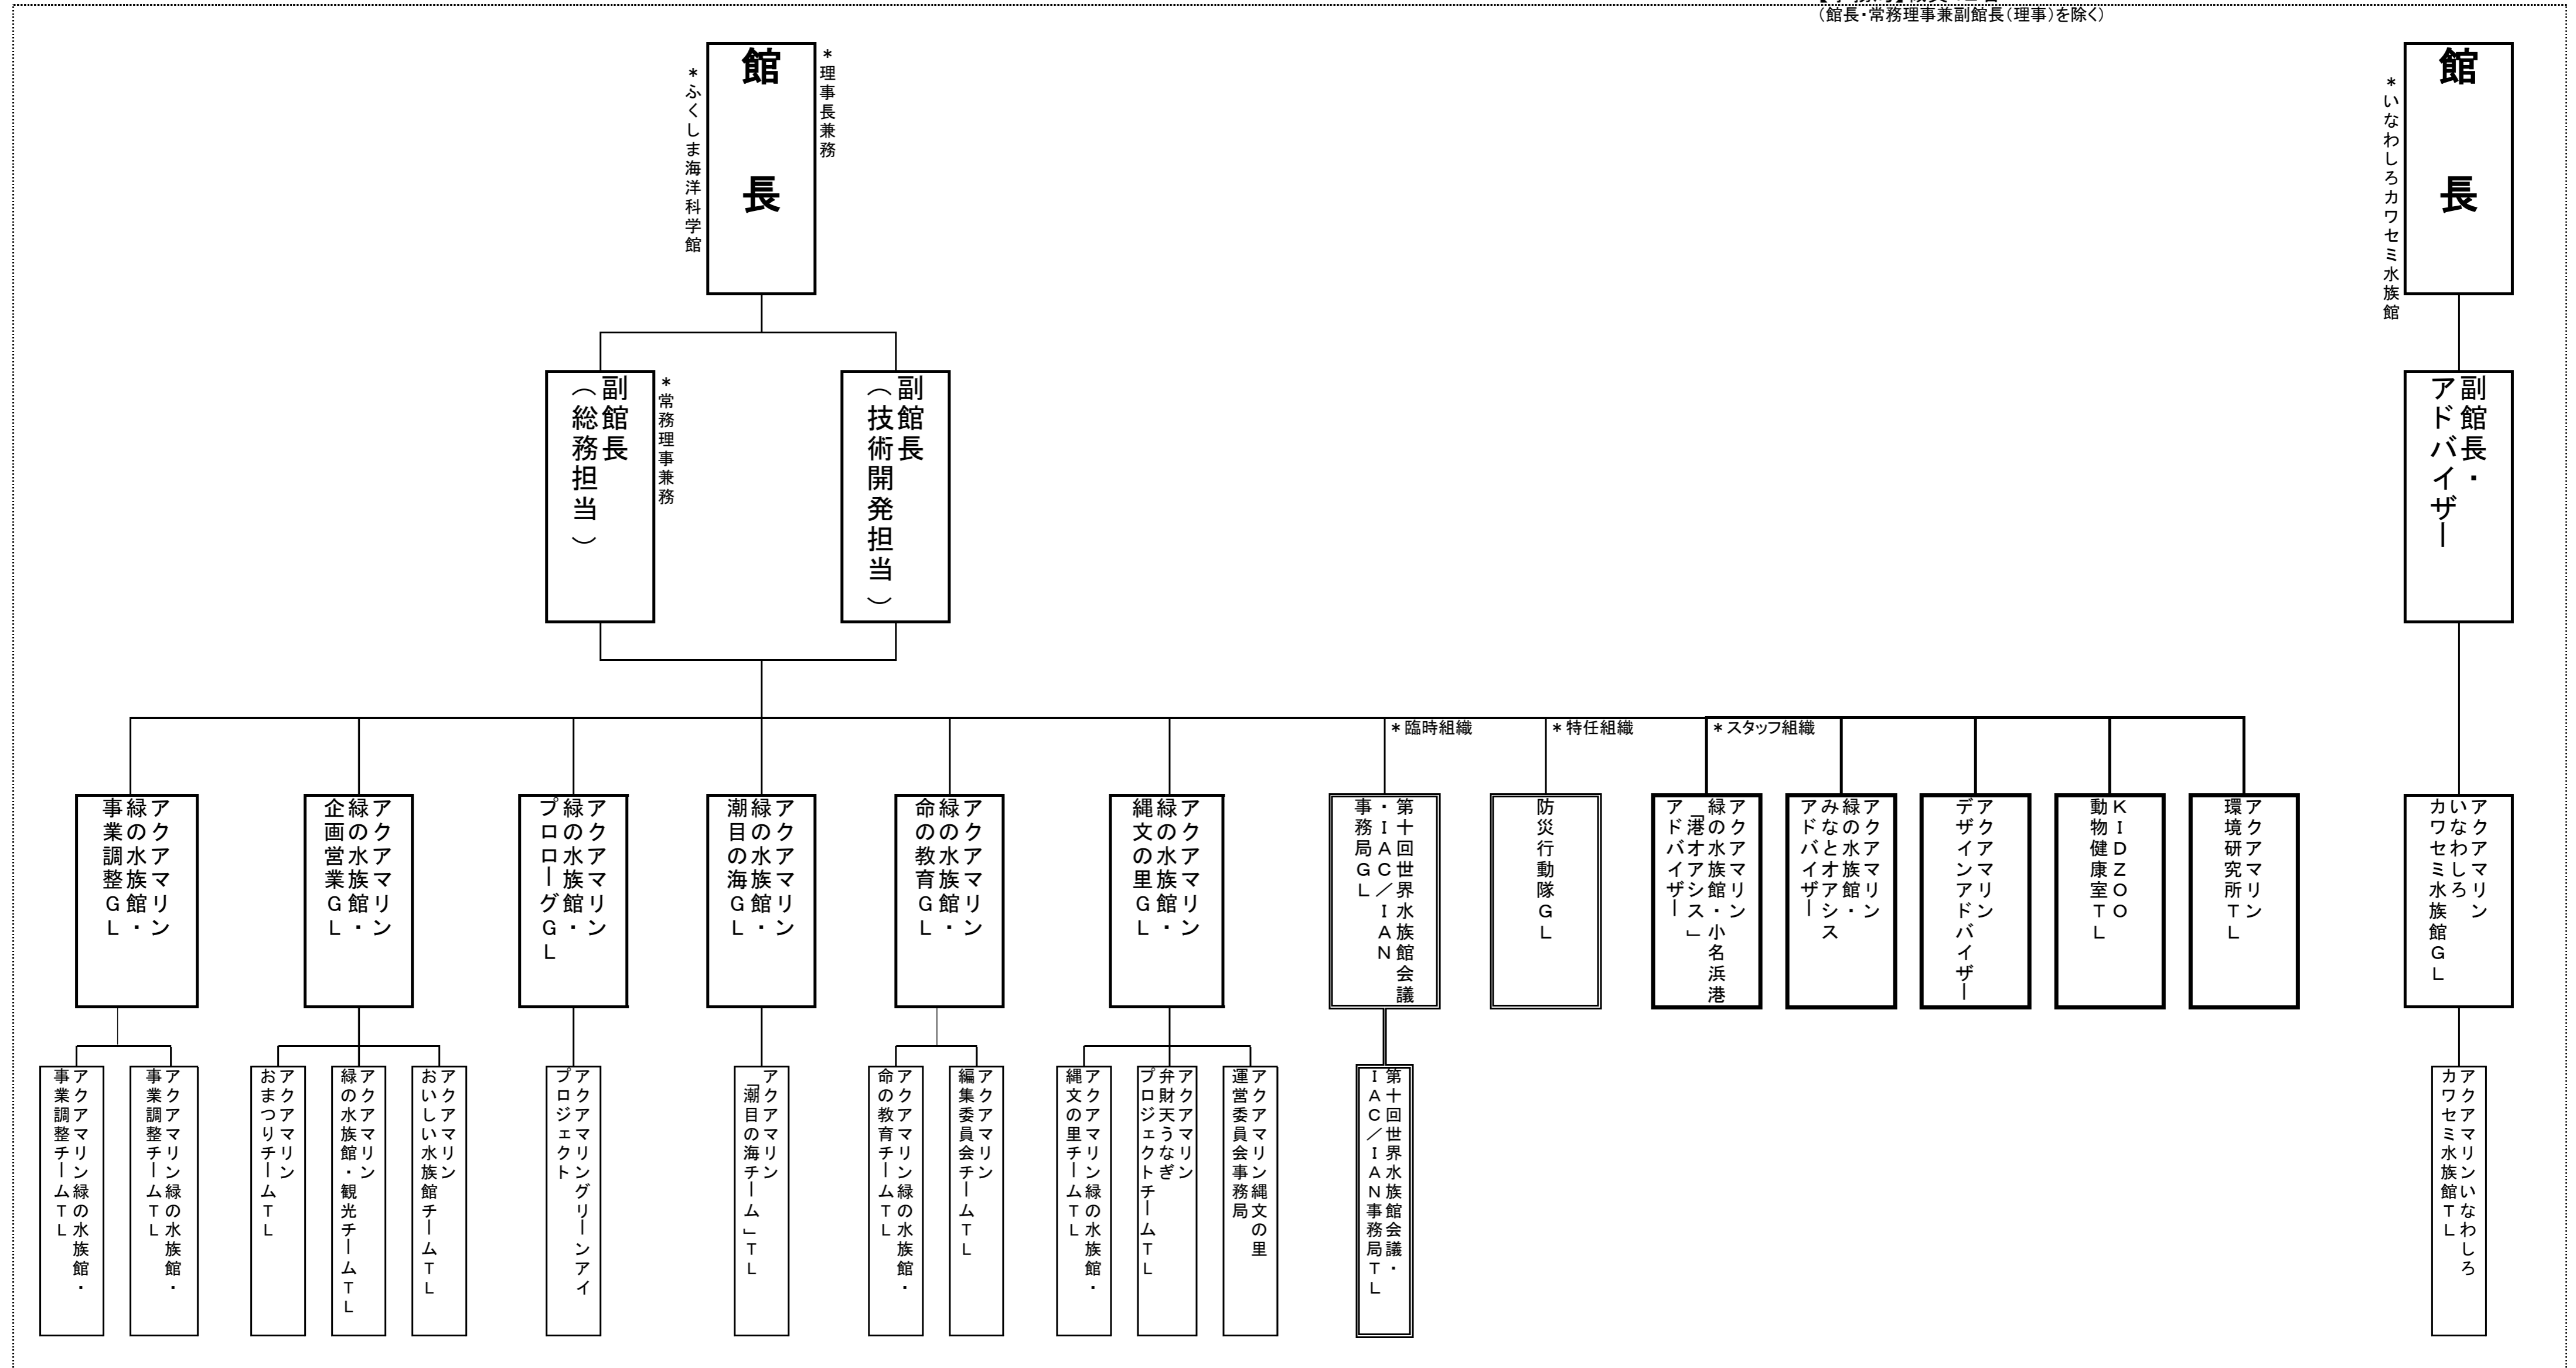 （館長・常務理事兼副館長（理事）を除く）
館長
＊理事長兼務
＊ふくしま海洋科学館
館長
＊いなわしろカワセミ水族館
副館長
（総務担当）
＊常務理事兼務
副館長
（技術開発担当）
副館長・
アドバイザー
＊臨時組織
＊特任組織
＊スタッフ組織
アクアマリン
緑の水族館・
事業調整ＧＬ
アクアマリン
緑の水族館・
企画営業ＧＬ
アクアマリン
緑の水族館・
プロローグＧＬ
アクアマリン
緑の水族館・
潮目の海ＧＬ
アクアマリン
緑の水族館・
命の教育ＧＬ
アクアマリン
緑の水族館・
縄文の里ＧＬ
第十回世界水族館会議
・ＩＡＣ／ＩＡＮ
事務局ＧＬ
防災行動隊ＧＬ
アクアマリン
緑の水族館・小名浜港
「港オアシス」
アドバイザー
アクアマリン
緑の水族館・
みなとオアシス
アドバイザー
アクアマリン
デザインアドバイザー
ＫＩＤＺＯＯ
動物健康室ＴＬ
アクアマリン
環境研究所ＴＬ
アクアマリン
いなわしろ
カワセミ水族館ＧＬ
アクアマリン緑の水族館・
事業調整チームＴＬ
アクアマリン緑の水族館・
事業調整チームＴＬ
アクアマリン
おまつりチームＴＬ
アクアマリン
緑の水族館・観光チームＴＬ
アクアマリン
おいしい水族館チームＴＬ
アクアマリングリーンアイ
プロジェクト
アクアマリン
「潮目の海チーム」ＴＬ
アクアマリン緑の水族館・
命の教育チームＴＬ
アクアマリン
編集委員会チームＴＬ
アクアマリン緑の水族館・
縄文の里チームＴＬ
アクアマリン
弁財天うなぎ
プロジェクトチームＴＬ
アクアマリン縄文の里
運営委員会事務局
第十回世界水族館会議・
ＩＡＣ／ＩＡＮ事務局ＴＬ
アクアマリンいなわしろ
カワセミ水族館ＴＬ